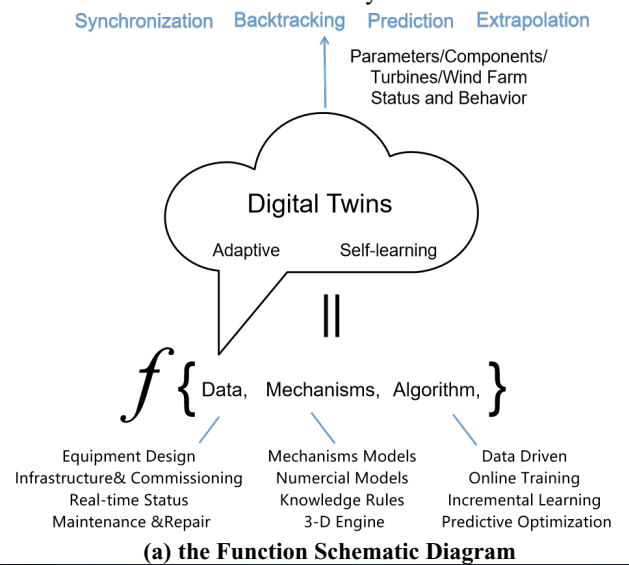 Synchronization Backtracking Prediction Extrapolation
Parameters/Components/
Turbines/Wind Farm
Status and Behavior
Digital Twins
Adaptive Self-learning
=
f { Data, Mechanisms, Algorithm, }
Equipment Design
Infrastructure& Commissioning
Real-time Status
Maintenance &Repair
Mechanisms Models
Numercial Models
Knowledge Rules
3-D Engine
Data Driven
Online Training
Incremental Learning
Predictive Optimization
(a) the Function Schematic Diagram